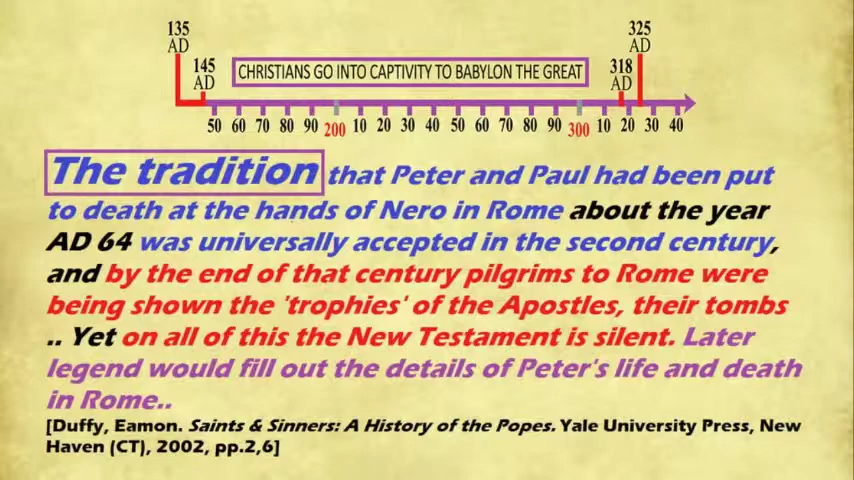 135
AD
325
AD
145
AD
CHRISTIANS GO INTO CAPTIVITY TO BABYLON THE GREAT
318
AD
50 60 70 80 90 200 10 20 30 40 50 60 70 80 90 300 10 20 30 40
The tradition that Peter and Paul had been put
to death at the hands of Nero in Rome about the year
AD 64 was universally accepted in the second century,
and by the end of that century pilgrims to Rome were
being shown the 'trophies' of the Apostles, their tombs
.. Yet on all of this the New Testament is silent. Later
legend would fill out the details of Peter's life and death
in Rome..
[Duffy, Eamon. Saints & Sinners: A History of the Popes. Yale University Press, New
Haven (CT), 2002, pp.2,6]